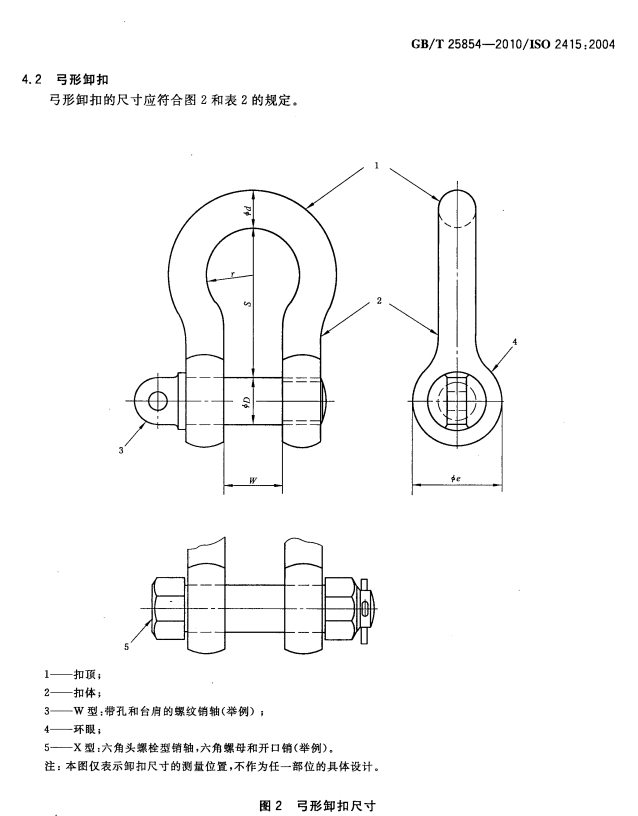 GB/T 25854—2010/ISO 2415:2004
4.2 弓形卸扣
弓形卸扣的尺寸应符合图 2 和表 2 的规定。
1
ϕd
r
S
2
4
ϕD
3
W
ϕe
5
1——扣顶；
2——扣体；
3——W 型:带孔和台肩的螺纹销轴(举例)；
4——环眼；
5——X 型:六角头螺栓型销轴,六角螺母和开口销(举例)。
注：本图仅表示卸扣尺寸的测量位置,不作为任一部位的具体设计。
图 2 弓形卸扣尺寸